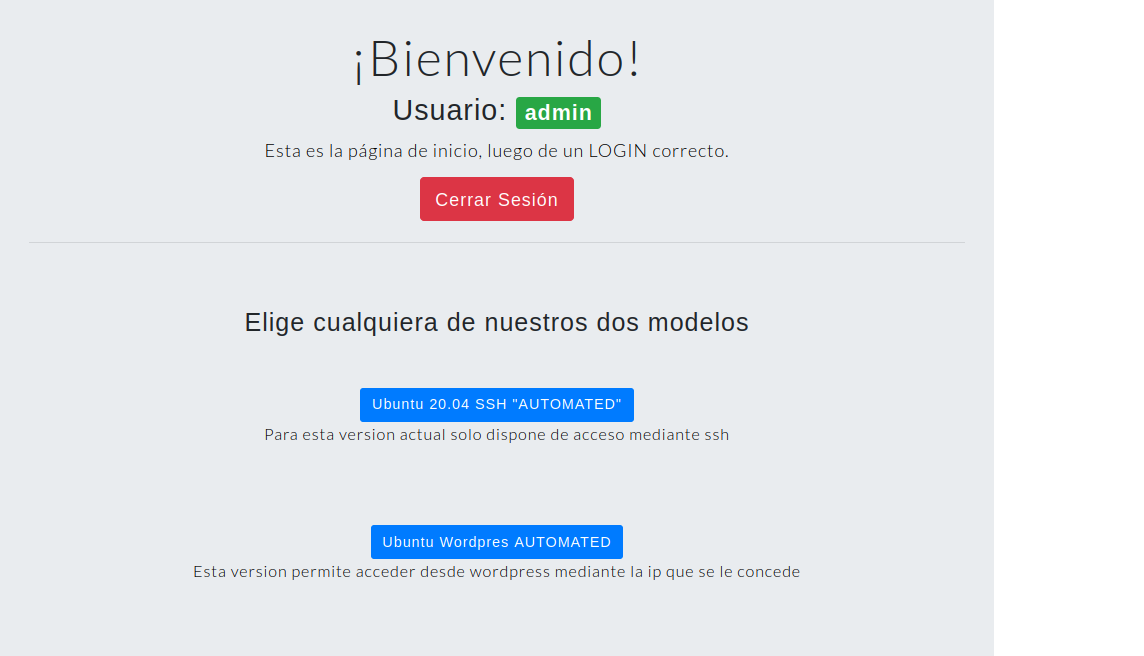 ¡Bienvenido!
Usuario: admin
Esta es la página de inicio, luego de un LOGIN correcto.
Cerrar Sesión
Elige cualquiera de nuestros dos modelos
Ubuntu 20.04 SSH "AUTOMATED"
Para esta version actual solo dispone de acceso mediante ssh
Ubuntu Wordpres AUTOMATED
Esta version permite acceder desde wordpress mediante la ip que se le concede